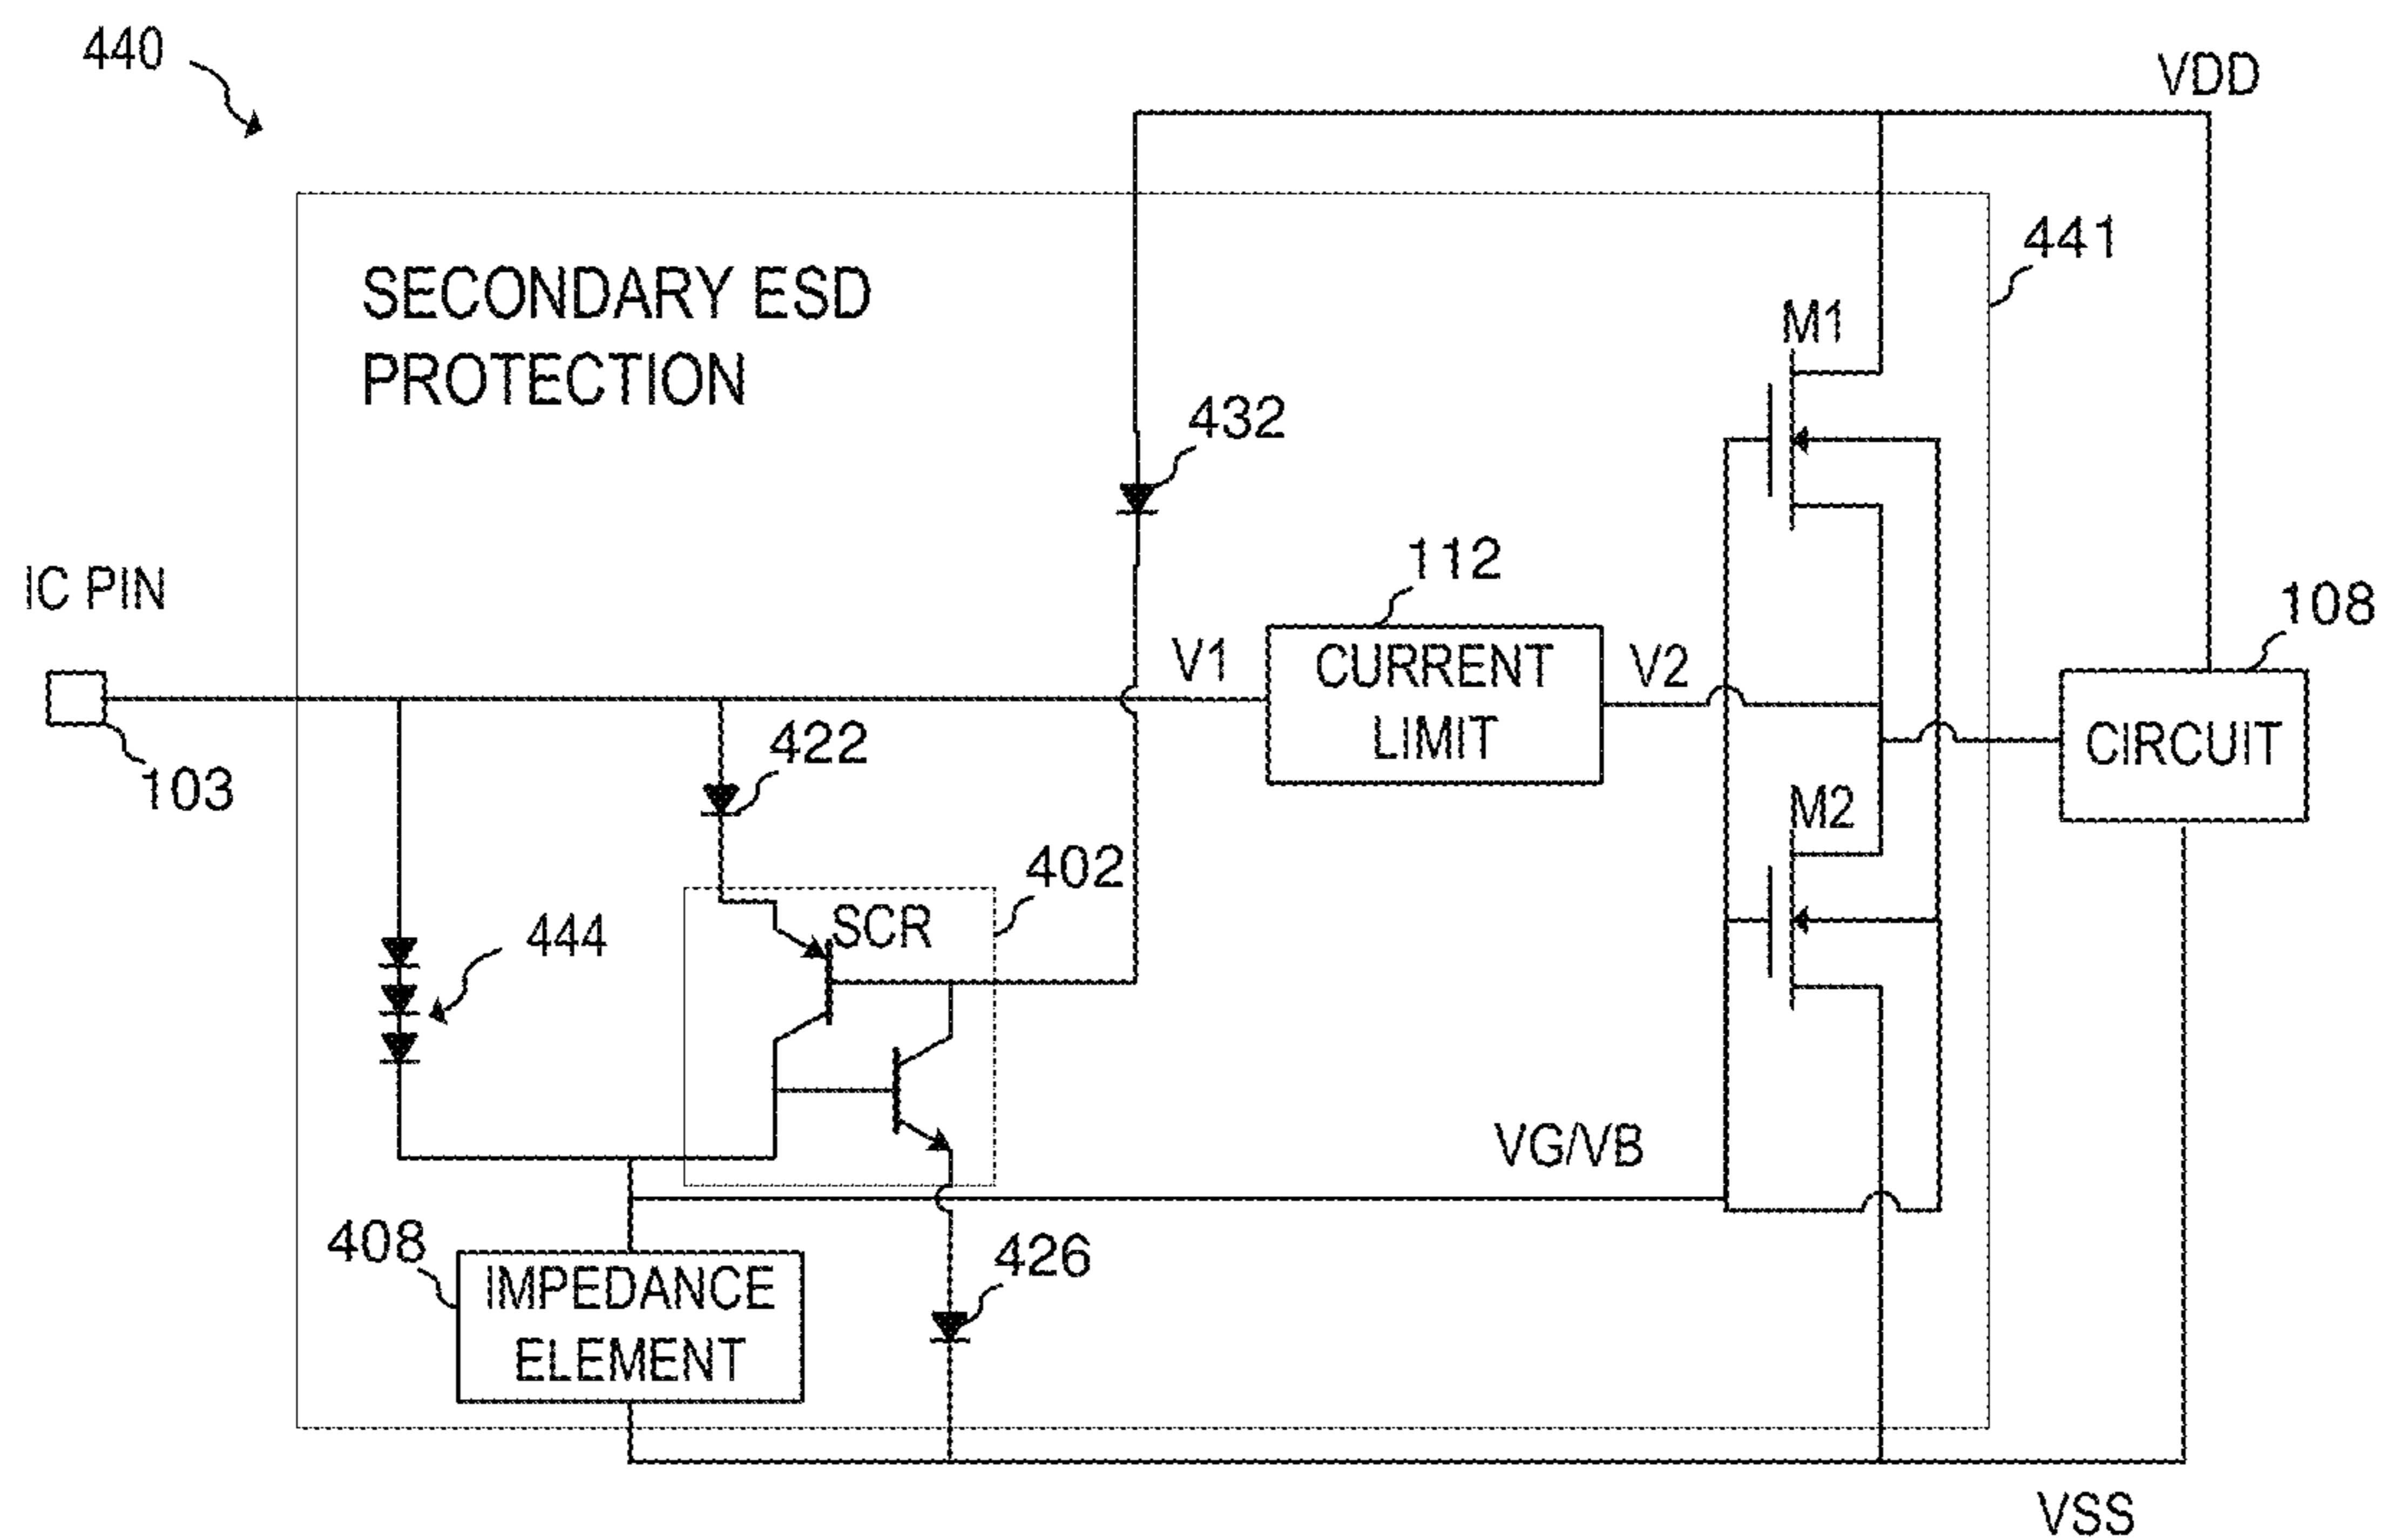 440
VDD
SECONDARY ESD
PROTECTION
441
M1
432
112
IC PIN
V1
CURRENT
LIMIT
V2
108
CIRCUIT
103
422
M2
402
SCR
444
VG/VB
408
IMPEDANCE
ELEMENT
426
VSS